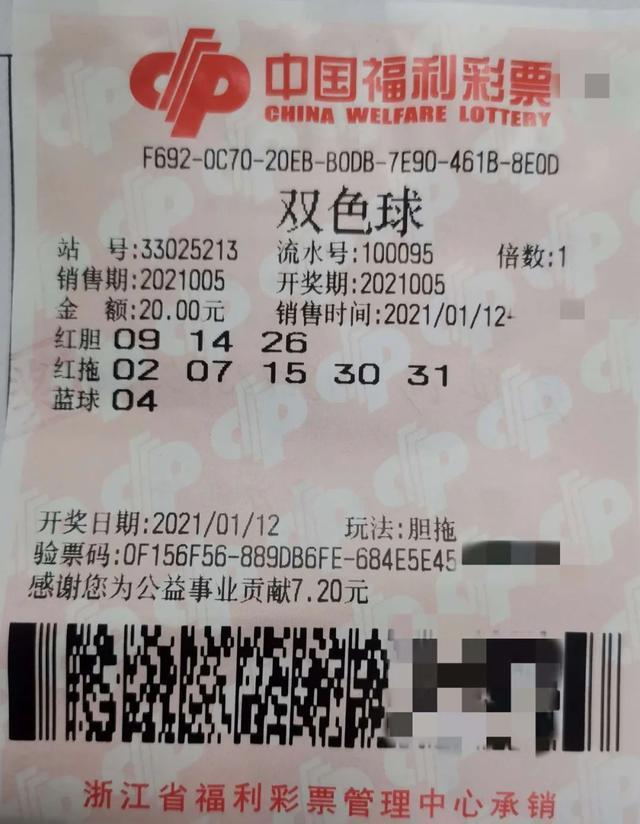 中国福利彩票
CHINA WELFARE LOTTERY
F692-0C70-20EB-B0DB-7E90-461B-8E0D
双色球
站 号:33025213 流水号:100095 倍数:1
销售期:2021005 开奖期:2021005
金 额:20.00元 销售时间:2021/01/12-
红胆 09 14 26
红拖 02 07 15 30 31
蓝球 04
开奖日期:2021/01/12 玩法:胆拖
验票码:0F156F56-889DB6FE-684E5E45
感谢您为公益事业贡献7.20元
浙江省福利彩票管理中心承销